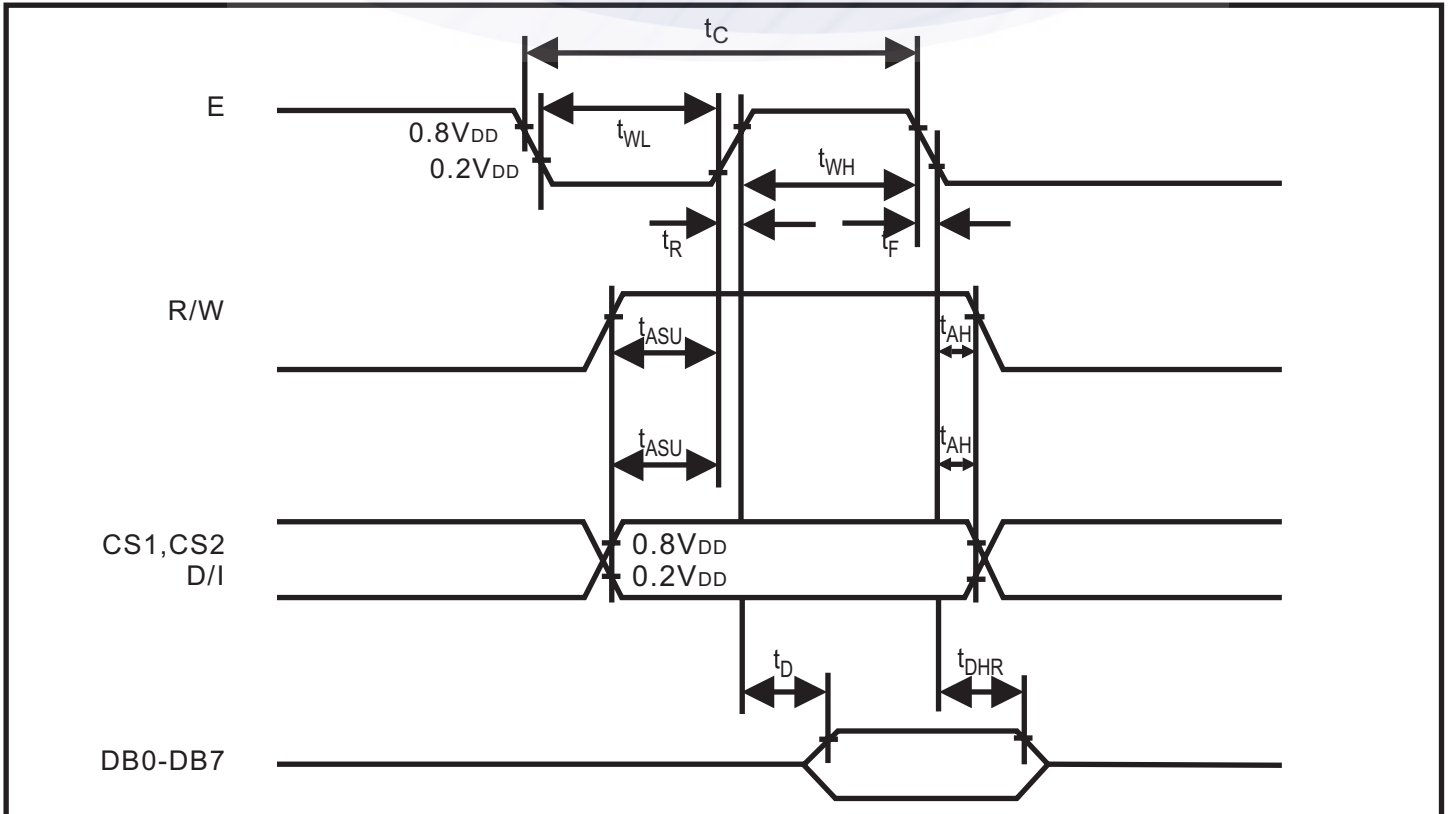 tC
E
0.8VDD
tWL
0.2VDD
tWH
tR
tF
R/W
tASU
tAH
tASU
tAH
CS1,CS2
D/I
0.8VDD
0.2VDD
tD
tDHR
DB0-DB7